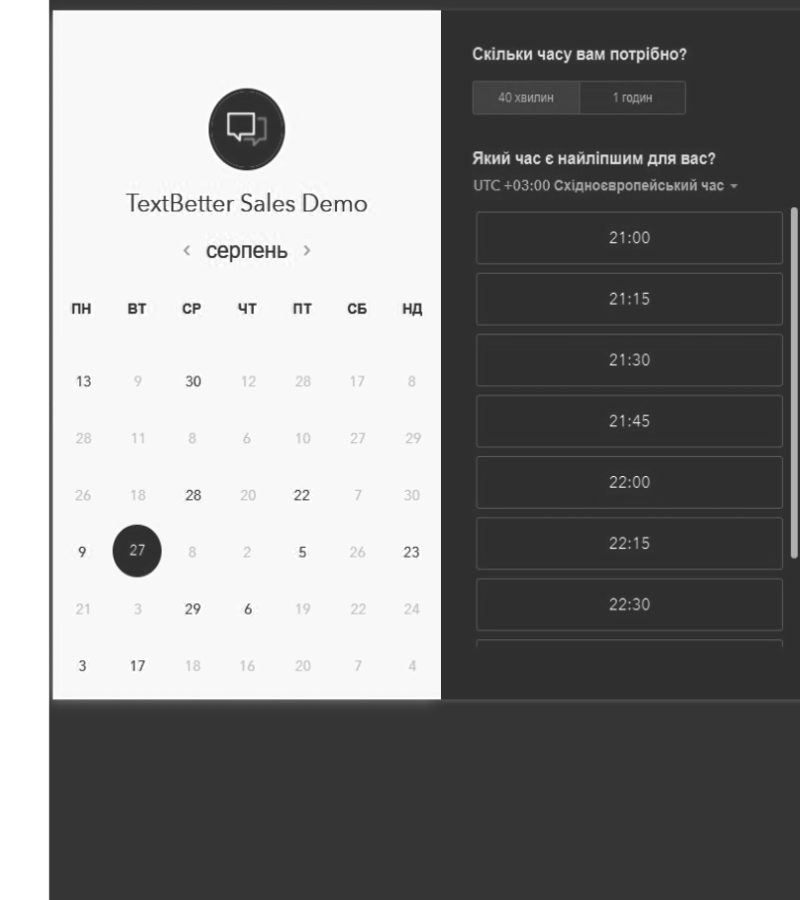 TextBetter Sales Demo
серпень
ПН ВТ СР ЧТ ПТ СБ НД
13 9 30 12 28 17 8
28 11 8 6 10 27 29
26 18 28 20 22 7 30
9 27 8 2 5 26 23
21 3 29 6 19 22 24
3 17 18 16 20 7 4
Скільки часу вам потрібно?
40 хвилин 1 годин
Який час є найліпшим для вас?
UTC +03:00 Східноєвропейський час
21:00
21:15
21:30
21:45
22:00
22:15
22:30